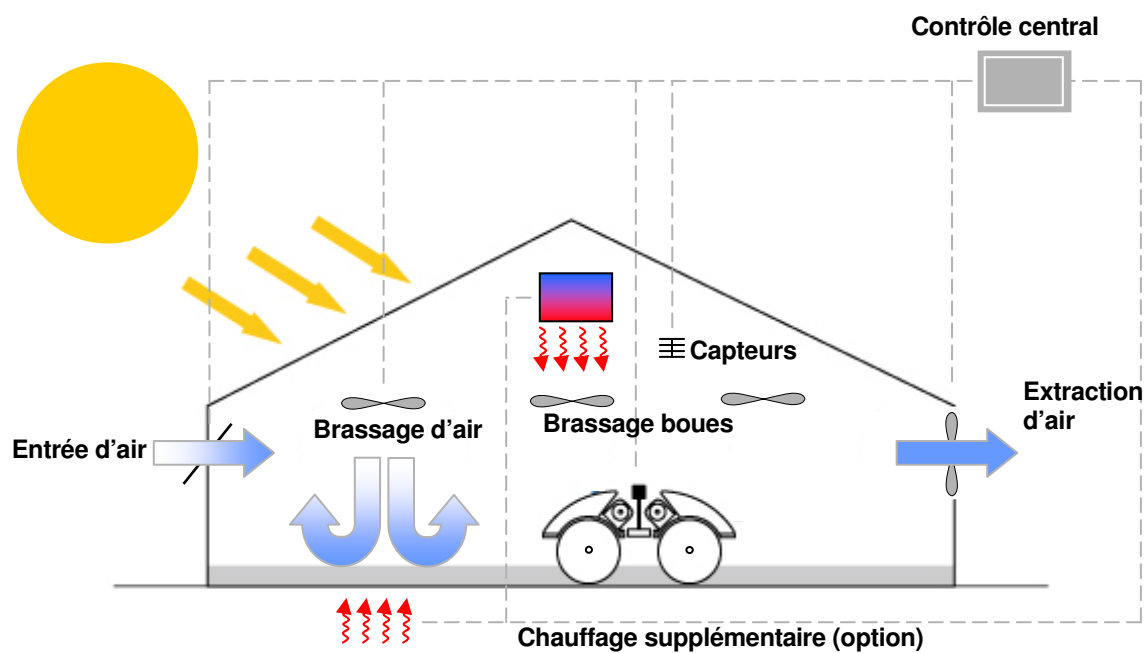 Contrôle central
Capteurs
Extraction
d’air
Brassage d’air
Brassage boues
Entrée d’air
Chauffage supplémentaire (option)